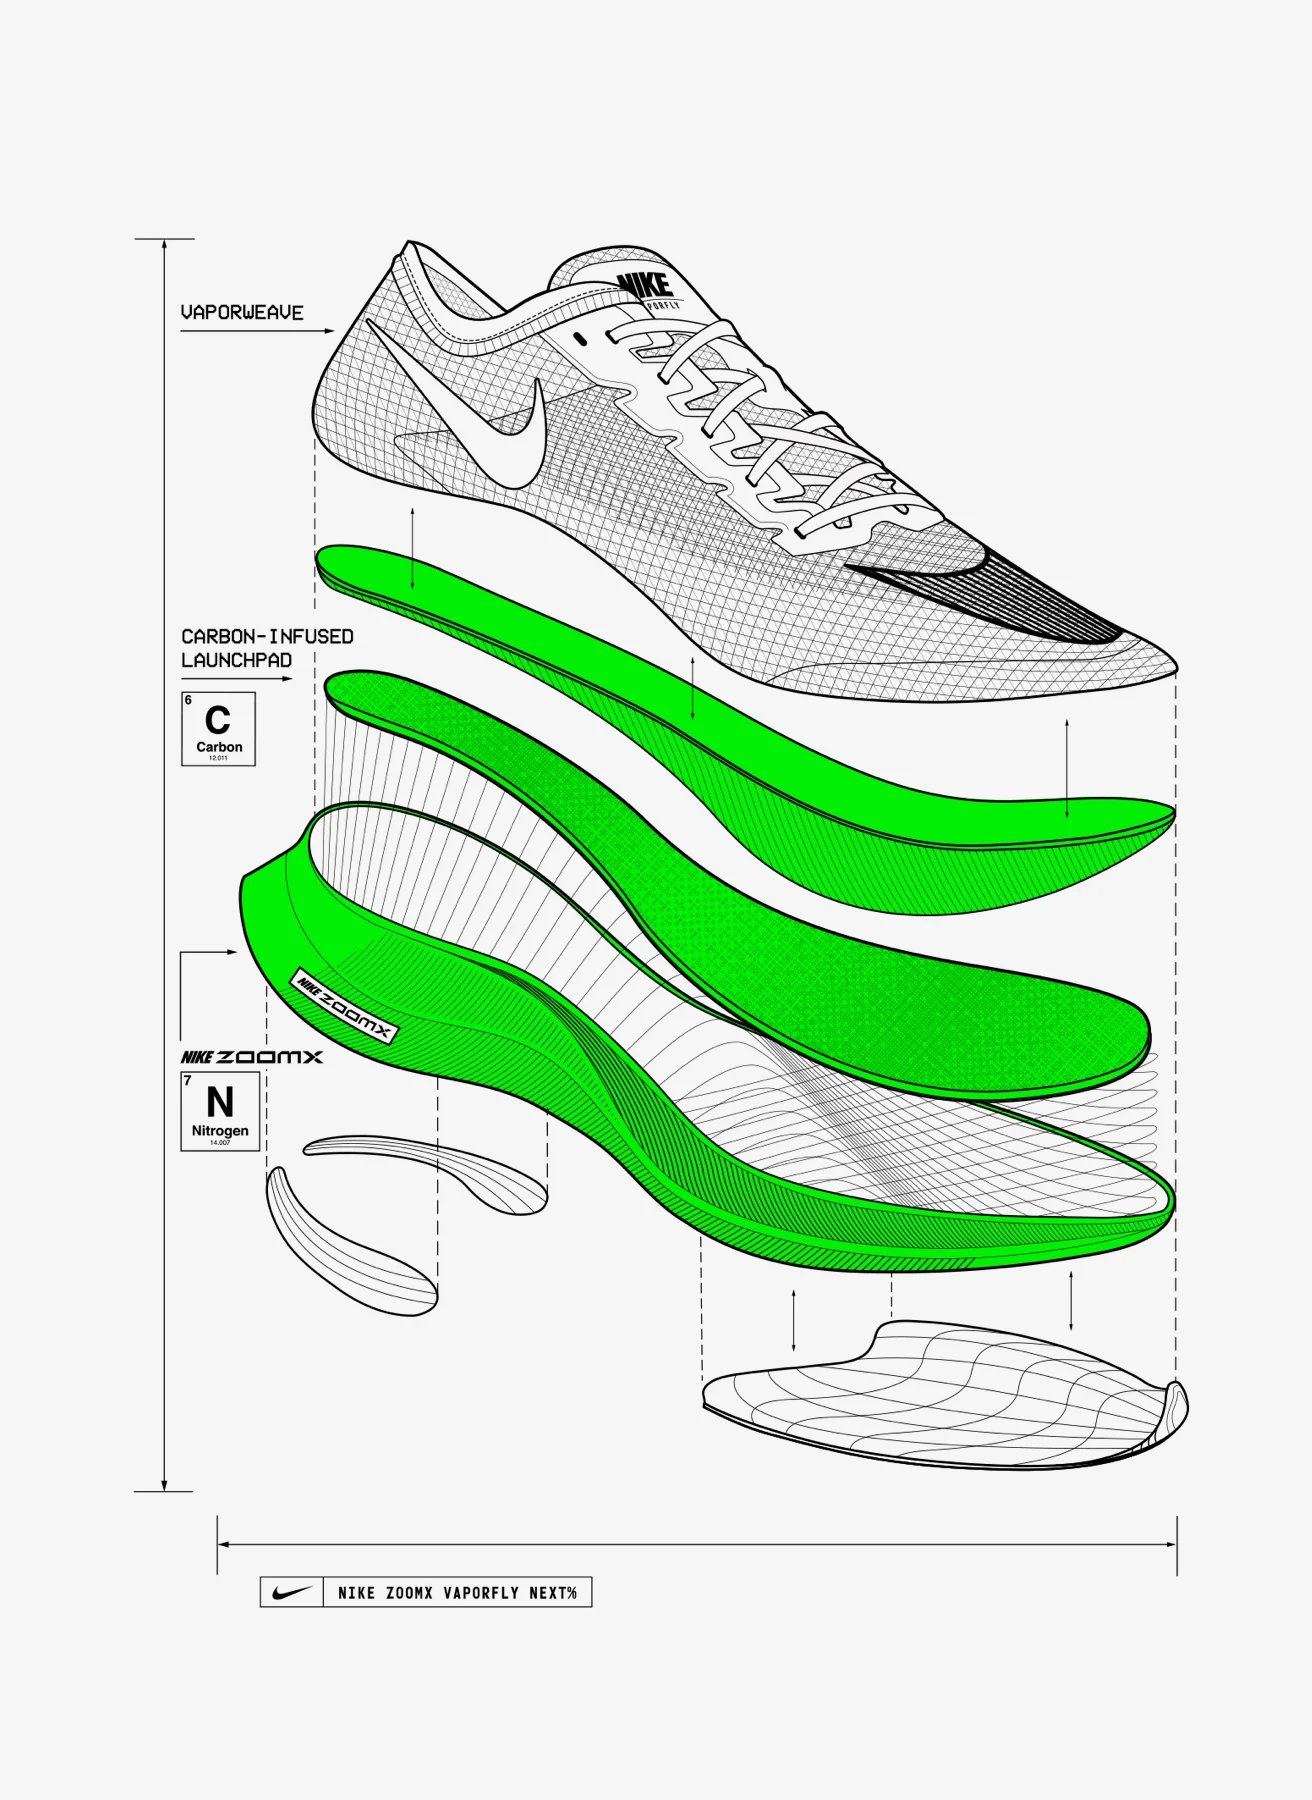 NIKE
PORFLY
VAPORWEAVE
CARBON-INFUSED
LAUNCHPAD
6
C
Carbon
12.011
NIKE ZOOMX
NIKE ZOOMX
7
N
Nitrogen
14.007
NIKE ZOOMX VAPORFLY NEXT%